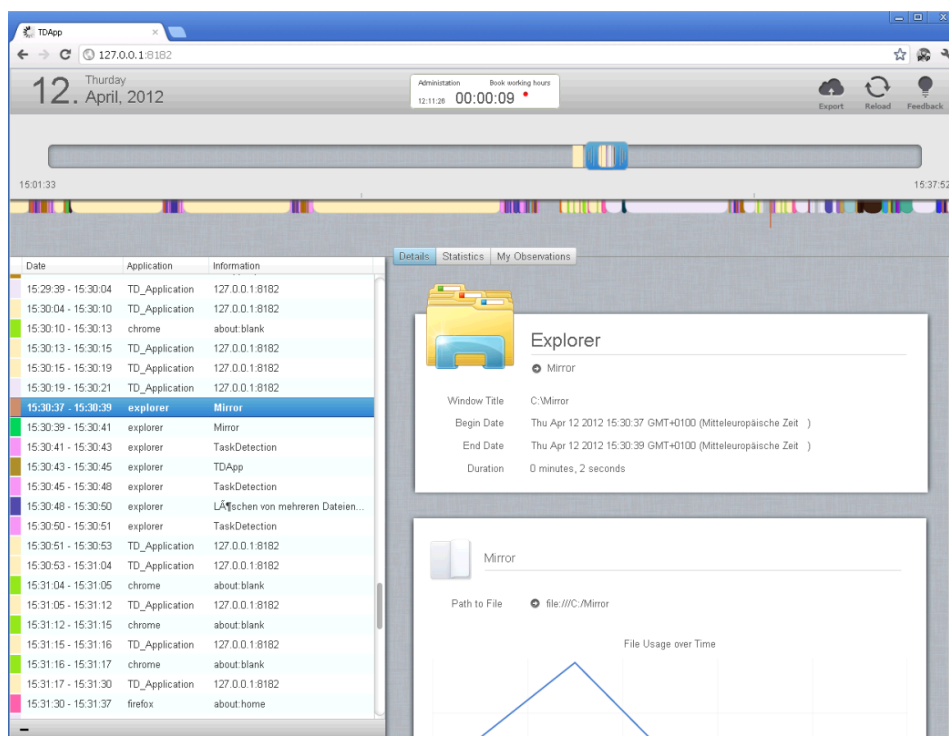 TDApp
127.0.0.1:8182
12. Thurday
April, 2012
Administation Book working hours
12:11:26 00:00:09
Export Reload Feedback
15:01:33 15:37:52
Details Statistics My Observations
Date Application Information
15:29:39 - 15:30:04 TD_Application 127.0.0.1:8182
15:30:04 - 15:30:10 TD_Application 127.0.0.1:8182
15:30:10 - 15:30:13 chrome about:blank
15:30:13 - 15:30:15 TD_Application 127.0.0.1:8182
15:30:15 - 15:30:19 TD_Application 127.0.0.1:8182
15:30:19 - 15:30:21 TD_Application 127.0.0.1:8182
15:30:37 - 15:30:39 explorer Mirror
15:30:39 - 15:30:41 explorer Mirror
15:30:41 - 15:30:43 explorer TaskDetection
15:30:43 - 15:30:45 explorer TDApp
15:30:45 - 15:30:48 explorer TaskDetection
15:30:48 - 15:30:50 explorer LÃ¶schen von mehreren Dateien...
15:30:50 - 15:30:51 explorer TaskDetection
15:30:51 - 15:30:53 TD_Application 127.0.0.1:8182
15:30:53 - 15:31:04 TD_Application 127.0.0.1:8182
15:31:04 - 15:31:05 chrome about:blank
15:31:05 - 15:31:12 TD_Application 127.0.0.1:8182
15:31:12 - 15:31:15 chrome about:blank
15:31:15 - 15:31:16 TD_Application 127.0.0.1:8182
15:31:16 - 15:31:17 chrome about:blank
15:31:17 - 15:31:30 TD_Application 127.0.0.1:8182
15:31:30 - 15:31:37 firefox about:home
Explorer
Mirror
Window Title C:\Mirror
Begin Date Thu Apr 12 2012 15:30:37 GMT+0100 (Mitteleuropäische Zeit )
End Date Thu Apr 12 2012 15:30:39 GMT+0100 (Mitteleuropäische Zeit )
Duration 0 minutes, 2 seconds
Mirror
Path to File file:///C:/Mirror
File Usage over Time